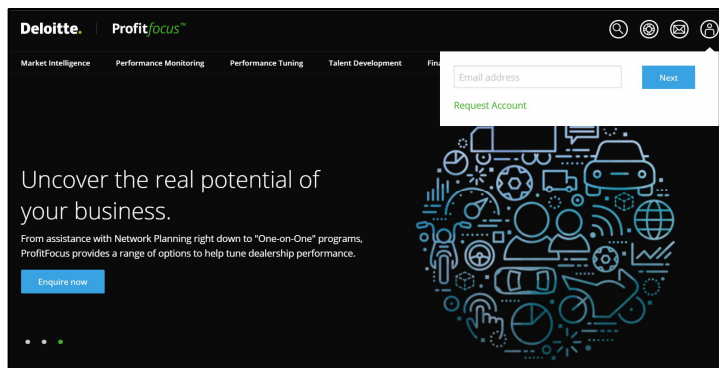 Deloitte. Profitfocus™
Market Intelligence Performance Monitoring Performance Tuning Talent Development
Email address Next
Request Account
Uncover the real potential of
your business.
From assistance with Network Planning right down to "One-on-One" programs,
ProfitFocus provides a range of options to help tune dealership performance.
Enquire now